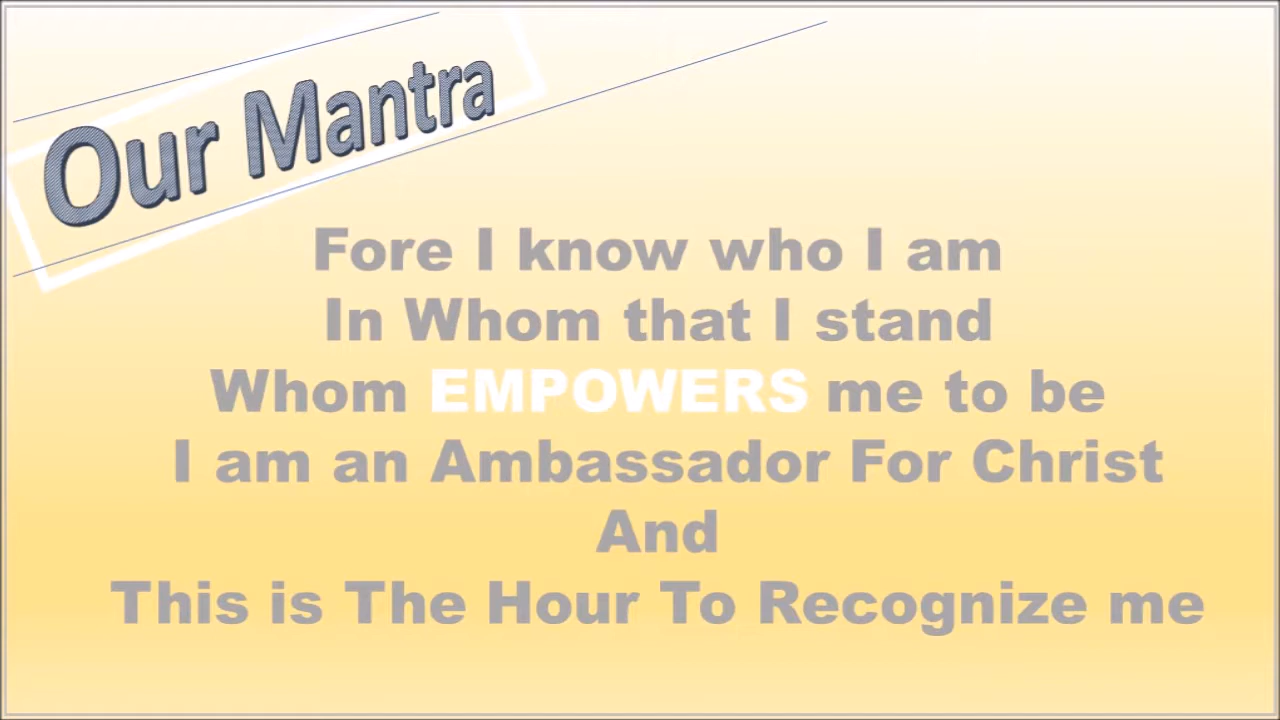 Our Mantra
Fore I know who I am
In Whom that I stand
Whom EMPOWERS me to be
I am an Ambassador For Christ
And
This is The Hour To Recognize me